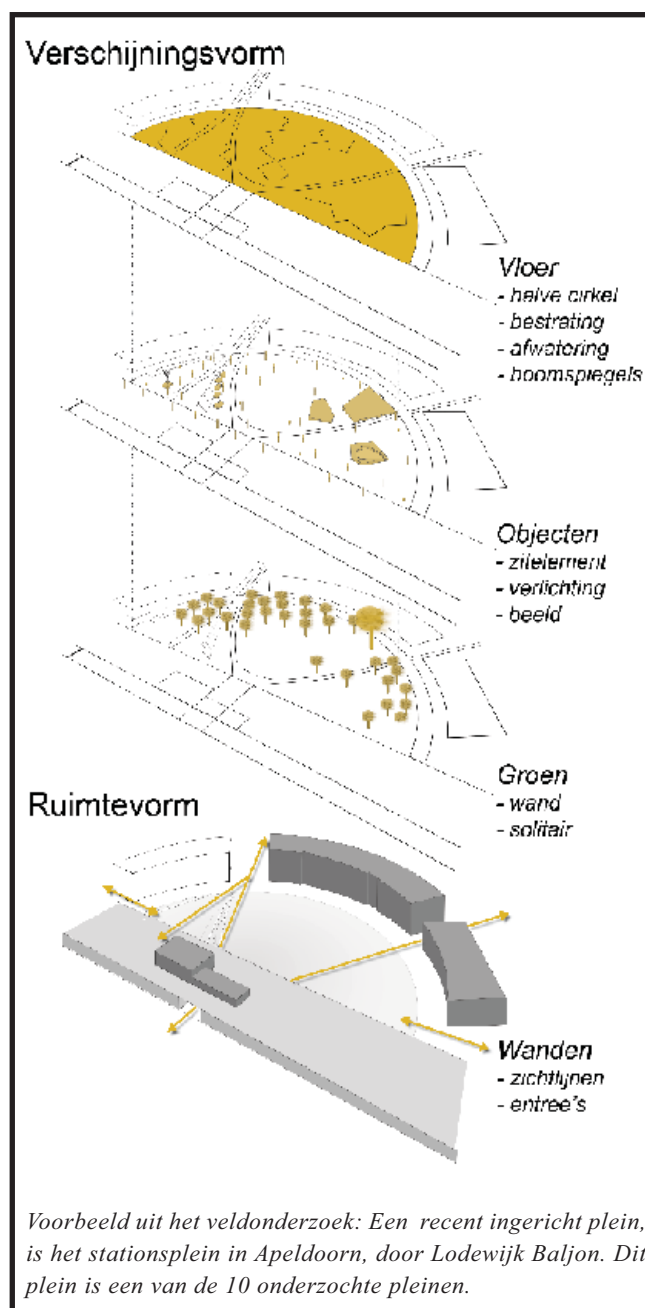 Verschijningsvorm
Vloer
- halve cirkel
- bestrating
- afwatering
- boomspiegels
Objecten
- zitelement
- verlichting
- beeld
Groen
- wand
- solitair
Ruimtevorm
Wanden
- zichtlijnen
- entree's
Voorbeeld uit het veldonderzoek: Een recent ingericht plein,
is het stationsplein in Apeldoorn, door Lodewijk Baljon. Dit
plein is een van de 10 onderzochte pleinen.